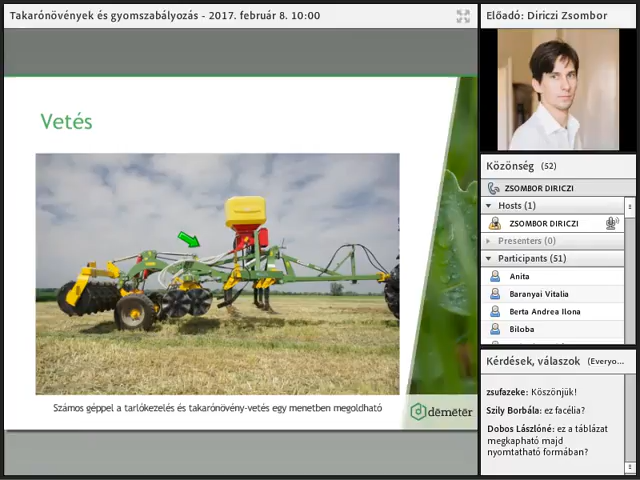 Takarónövények és gyomszabályozás - 2017. február 8. 10:00
Vetés
Számos géppel a tarlókezelés és takarónövény-vetés egy menetben megoldható
dēmētēr
Előadó: Diriczi Zsombor
Közönség (52)
ZSOMBOR DIRICZI
Hosts (1)
ZSOMBOR DIRICZI
Presenters (0)
Participants (51)
Anita
Baranyai Vitalia
Berta Andrea Ilona
Biloba
Kérdések, válaszok (Everyo...
zsufazeke: Köszönjük!
Szily Borbála: ez facélia?
Dobos Lászlóné: ez a táblázat
megkapható majd
nyomtatható formában?